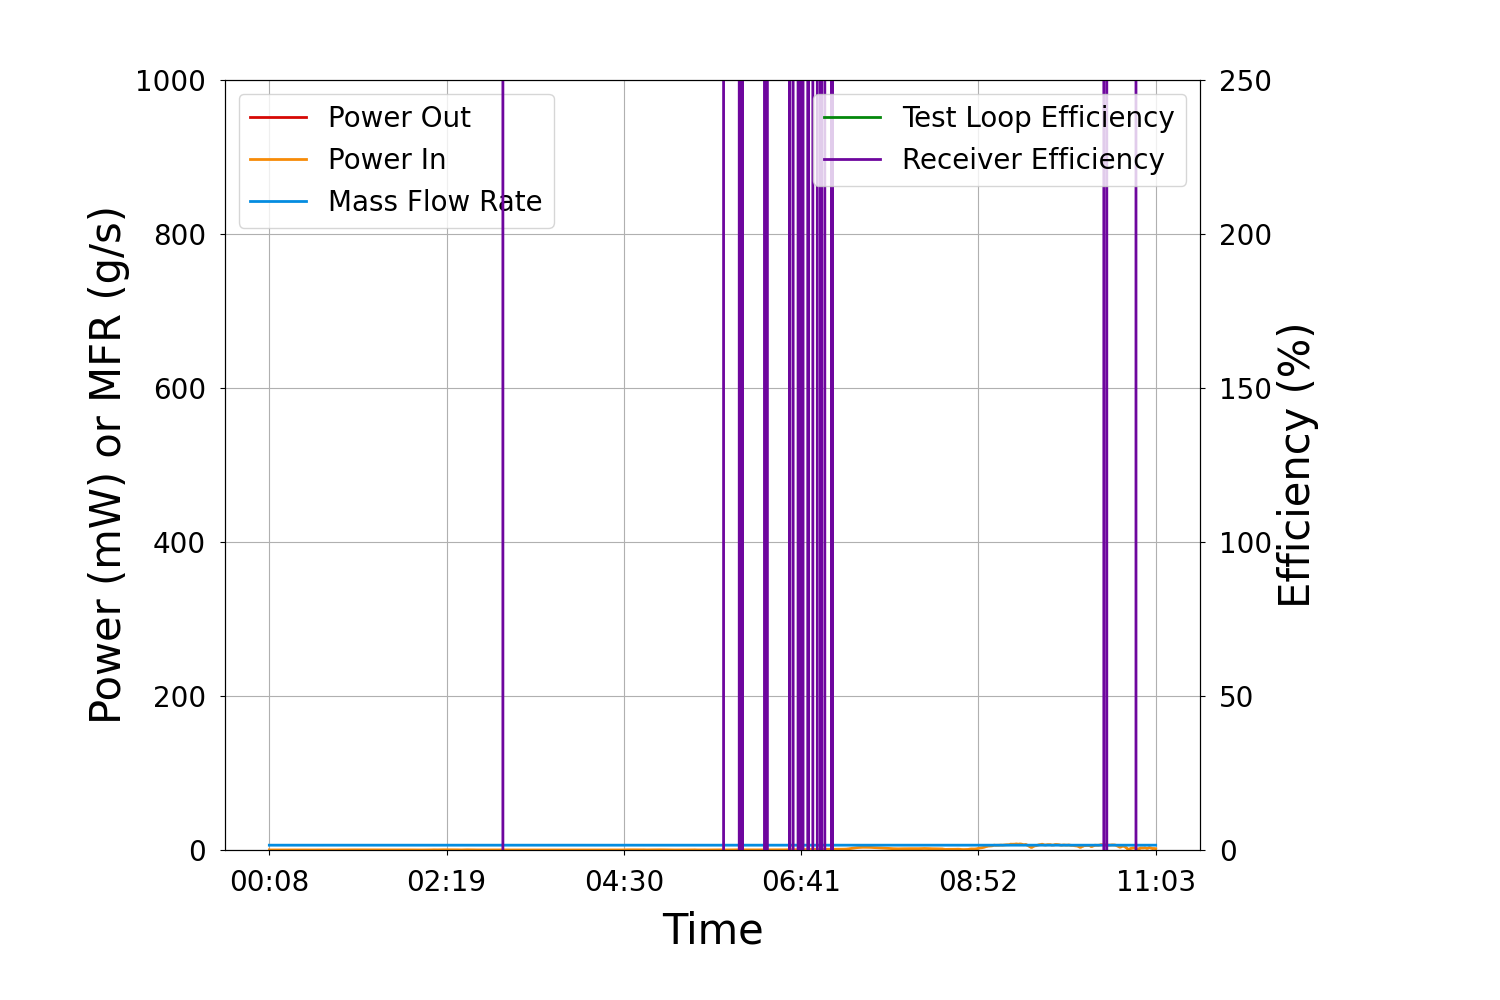 1000
800
600
400
200
0
Power (mW) or MFR (g/s)
Power Out
Power In
Mass Flow Rate
Test Loop Efficiency
Receiver Efficiency
250
200
150
100
50
0
Efficiency (%)
00:08 02:19 04:30 06:41 08:52 11:03
Time